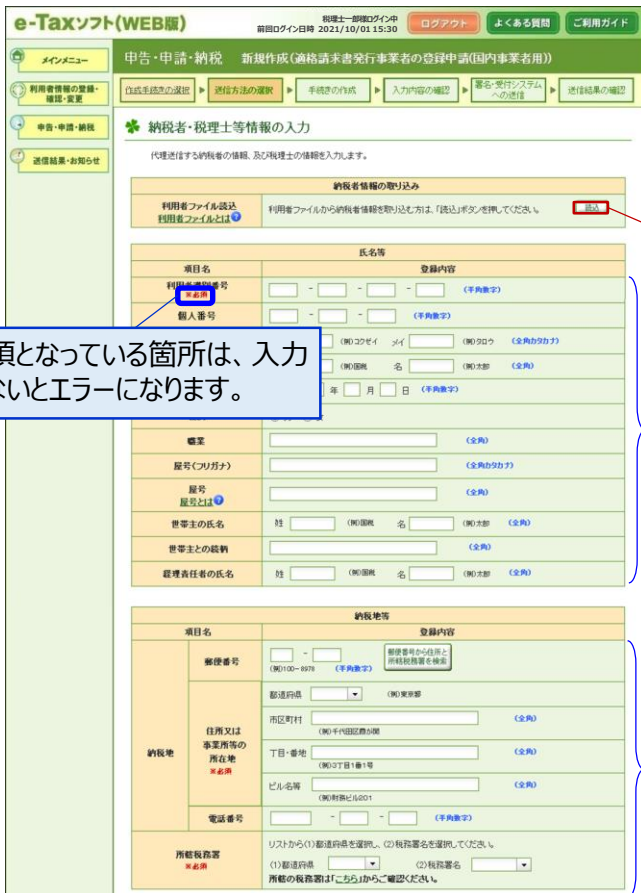 e-Taxソフト(WEB版)
税理士一郎様ログイン中
前回ログイン日時 2021/10/01 15:30
ログアウト
よくある質問
ご利用ガイド
メインメニュー
利用者情報の登録・
確認・変更
申告・申請・納税
送信結果・お知らせ
申告・申請・納税 新規作成(適格請求書発行事業者の登録申請(国内事業者用))
作成手続きの選択
送信方法の選択
手続きの作成
入力内容の確認
署名・受付システム
への送信
送信結果の確認
納税者・税理士等情報の入力
代理送信する納税者の情報、及び税理士の情報を入力します。
納税者情報の取り込み
利用者ファイル読込
利用者ファイルとは
利用者ファイルから納税者情報を取り込む方は、「読込」ボタンを押してください。
読込
氏名等
項目名 登録内容
利用者識別番号
※必須
- - - (半角数字)
個人番号 - - (半角数字)
(例)コクゼイ メイ (例)タロウ (全角カタカナ)
(例)国税 名 (例)太郎 (全角)
年 月 日 (半角数字)
項となっている箇所は、入力
ないとエラーになります。
職業 (全角)
屋号(フリガナ) (全角カタカナ)
屋号
屋号とは
(全角)
世帯主の氏名 姓 (例)国税 名 (例)太郎 (全角)
世帯主との続柄 (全角)
経理責任者の氏名 姓 (例)国税 名 (例)太郎 (全角)
納税地等
項目名 登録内容
納税地
郵便番号 -
(例)100-8978 (半角数字)
郵便番号から住所と
所轄税務署を検索
住所又は
事業所等の
所在地
※必須
都道府県 (例)東京都
市区町村 (全角)
(例)千代田区霞が関
丁目・番地 (全角)
(例)3丁目1番1号
ビル名等 (全角)
(例)財務ビル201
電話番号 - - (半角数字)
所轄税務署
※必須
リストから(1)都道府県を選択し、(2)税務署名を選択してください。
(1)都道府県 (2)税務署名
所轄の税務署は「こちら」からご確認ください。